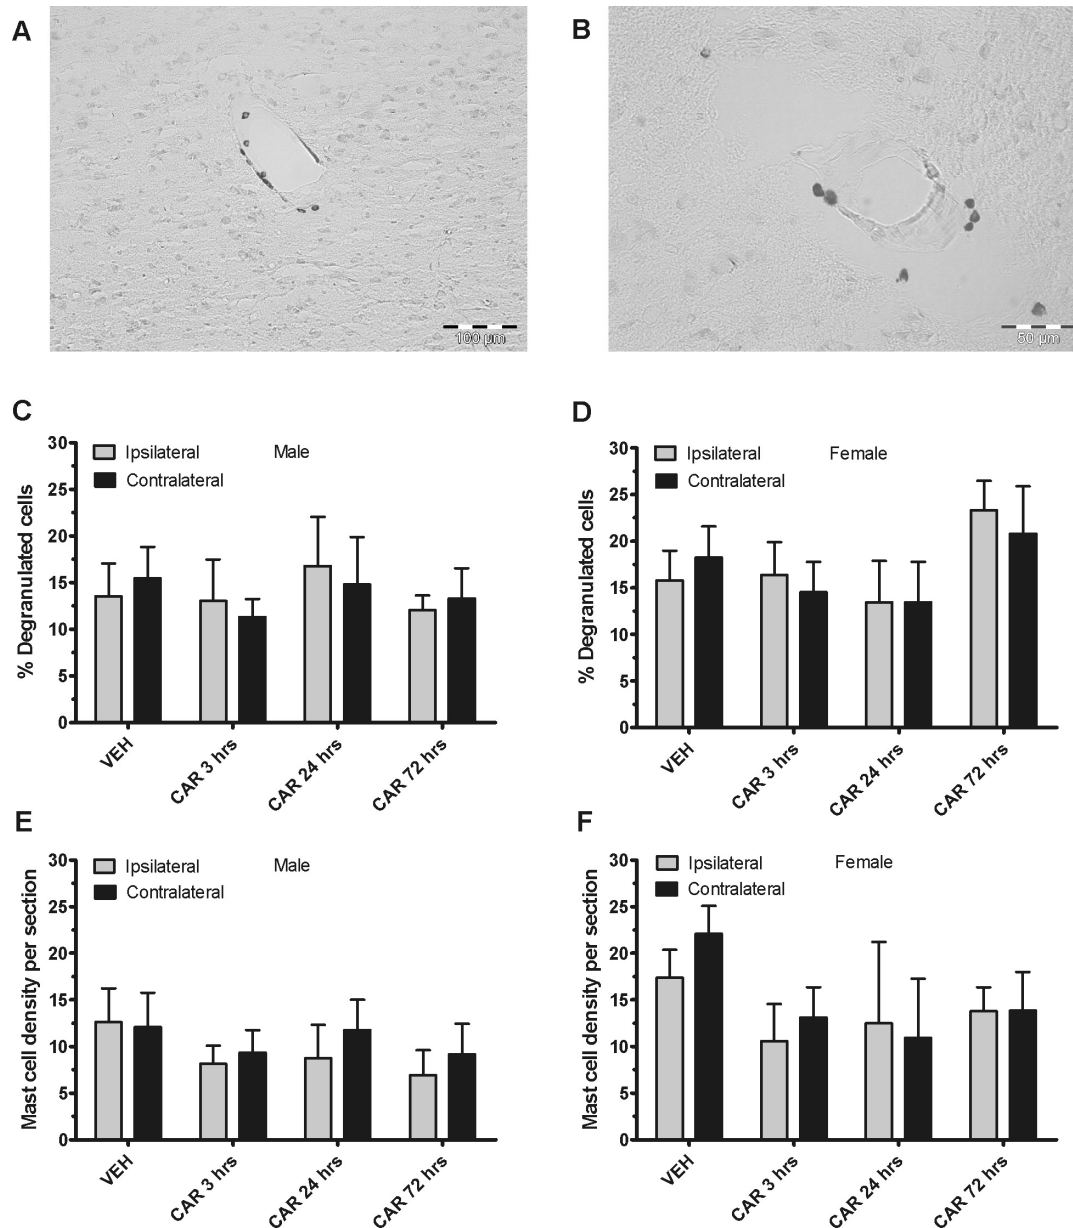 A
B
100 µm
50 µm
C
D
Ipsilateral
Male
Contralateral
% Degranulated cells
30
25
20
15
10
5
0
VEH
CAR 3 hrs
CAR 24 hrs
CAR 72 hrs
Ipsilateral
Female
Contralateral
% Degranulated cells
30
25
20
15
10
5
0
VEH
CAR 3 hrs
CAR 24 hrs
CAR 72 hrs
E
F
Ipsilateral
Male
Contralateral
Mast cell density per section
30
25
20
15
10
5
0
VEH
CAR 3 hrs
CAR 24 hrs
CAR 72 hrs
Ipsilateral
Female
Contralateral
Mast cell density per section
30
25
20
15
10
5
0
VEH
CAR 3 hrs
CAR 24 hrs
CAR 72 hrs